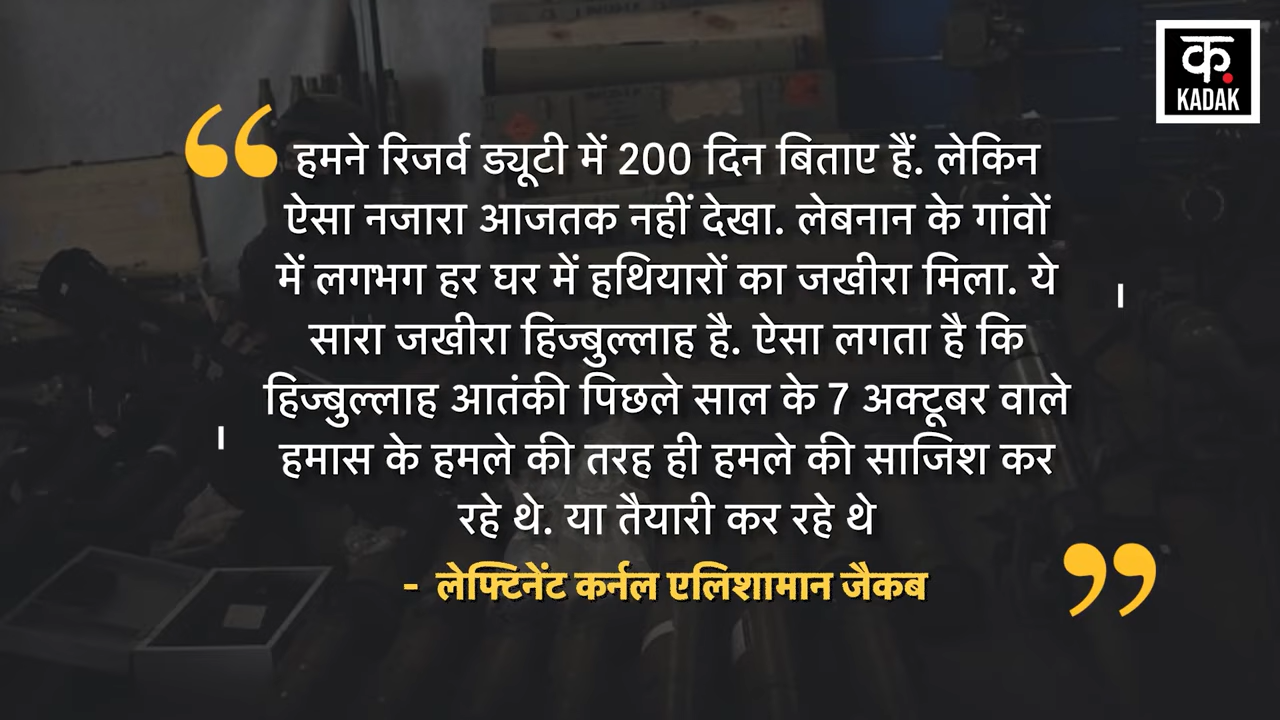 क.
KADAK
“ हमने रिजर्व ड्यूटी में 200 दिन बिताए हैं. लेकिन
ऐसा नजारा आजतक नहीं देखा. लेबनान के गांवों
में लगभग हर घर में हथियारों का जखीरा मिला. ये
सारा जखीरा हिज्बुल्लाह है. ऐसा लगता है कि
हिज्बुल्लाह आतंकी पिछले साल के 7 अक्टूबर वाले
हमास के हमले की तरह ही हमले की साजिश कर
रहे थे. या तैयारी कर रहे थे ”
- लेफ्टिनेंट कर्नल एलिशामान जैकब